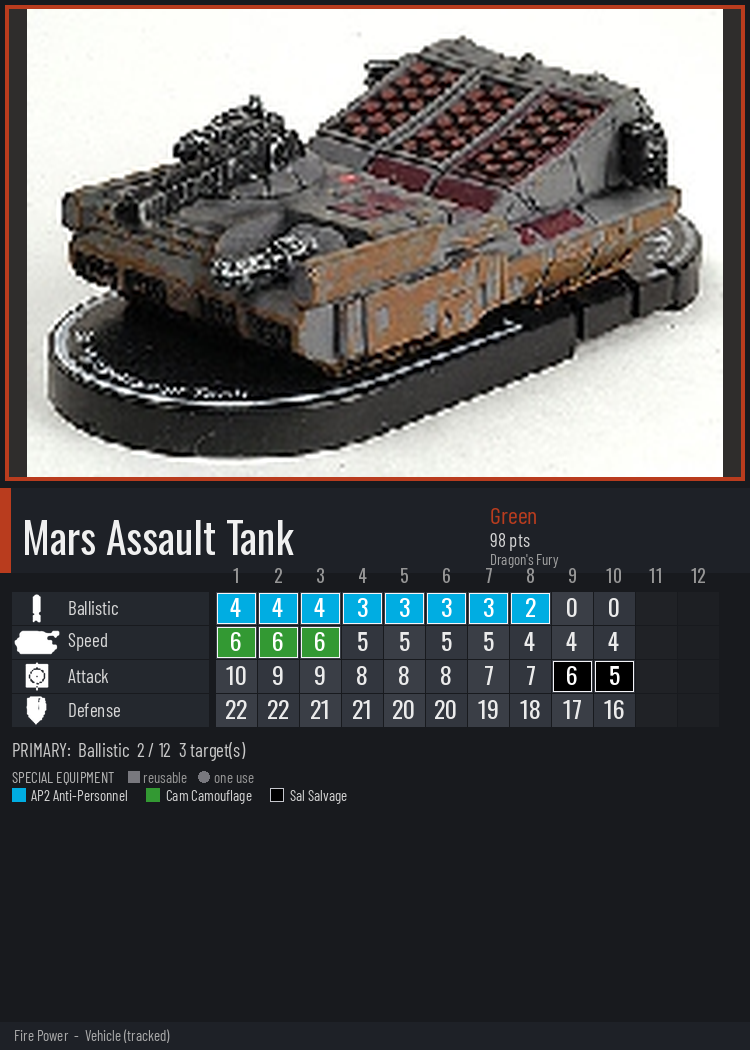 Mars Assault Tank
Green
98 pts
Dragon's Fury
1 2 3 4 5 6 7 8 9 10 11 12
Ballistic 4 4 4 3 3 3 3 2 0 0
Speed 6 6 6 5 5 5 5 4 4 4
Attack 10 9 9 8 8 8 7 7 6 5
Defense 22 22 21 21 20 20 19 18 17 16
PRIMARY: Ballistic 2 / 12 3 target(s)
SPECIAL EQUIPMENT reusable one use
AP2 Anti-Personnel Cam Camouflage Sal Salvage
Fire Power - Vehicle (tracked)